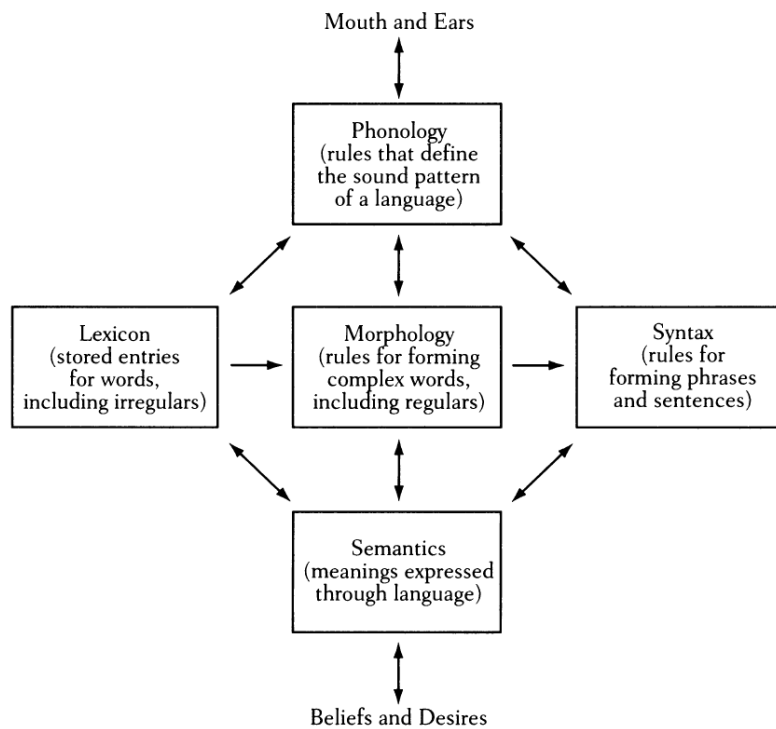 Mouth and Ears
Phonology
(rules that define
the sound pattern
of a language)
Lexicon
(stored entries
for words,
including irregulars)
Morphology
(rules for forming
complex words,
including regulars)
Syntax
(rules for
forming phrases
and sentences)
Semantics
(meanings expressed
through language)
Beliefs and Desires